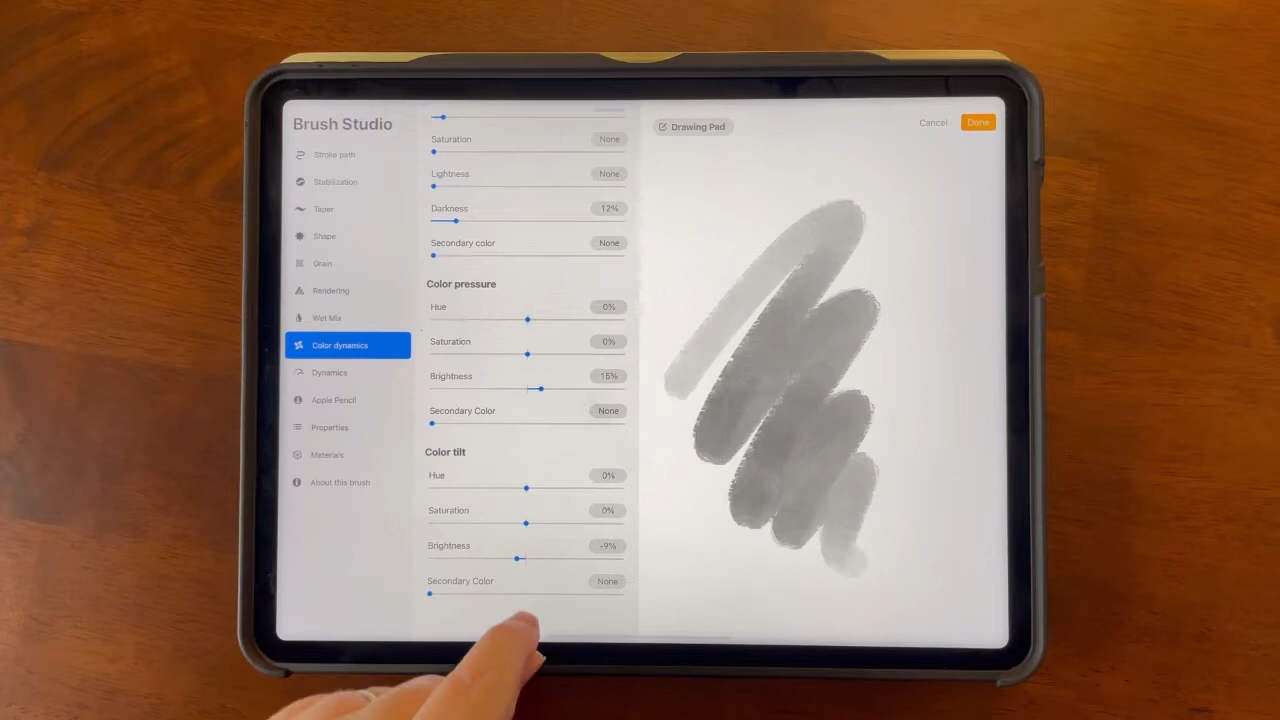 Brush Studio
Stroke path
Stabilization
Taper
Shape
Grain
Rendering
Wet Mix
Color dynamics
Dynamics
Apple Pencil
Properties
Materials
About this brush
Saturation None
Lightness None
Darkness 12%
Secondary color None
Color pressure
Hue 0%
Saturation 0%
Brightness 15%
Secondary Color None
Color tilt
Hue 0%
Saturation 0%
Brightness -9%
Secondary Color None
Drawing Pad
Cancel
Done